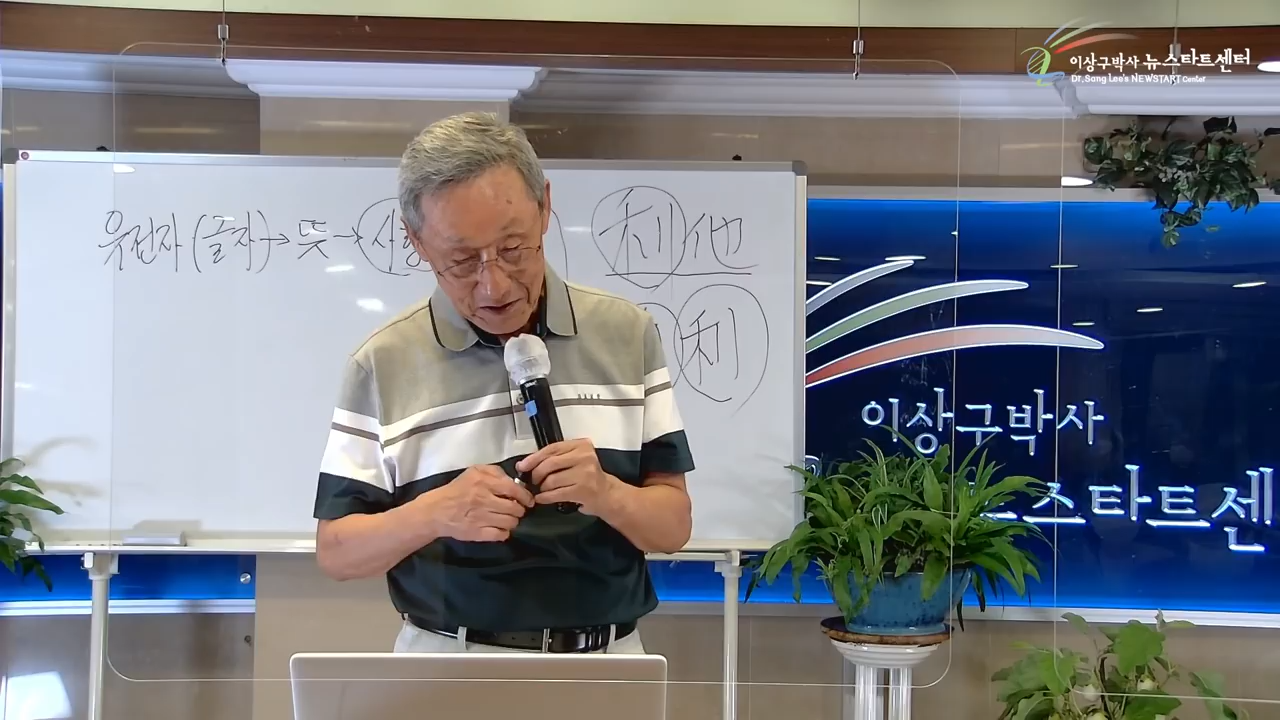 이상구박사 뉴스타트센터
Dr. Sang Lee's NEWSTART Center
유전자 (글자) → 뜻 →
利他
利
이상구박사
스타트센